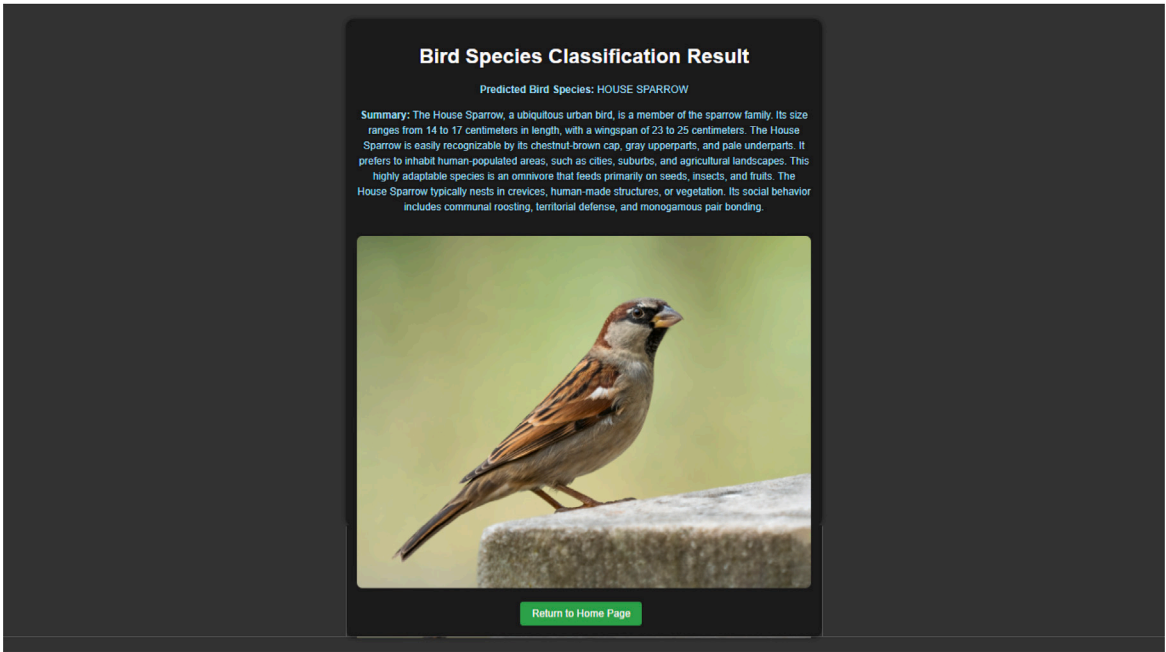 Bird Species Classification Result
Predicted Bird Species: HOUSE SPARROW
Summary: The House Sparrow, a ubiquitous urban bird, is a member of the sparrow family. Its size
ranges from 14 to 17 centimeters in length, with a wingspan of 23 to 25 centimeters. The House
Sparrow is easily recognizable by its chestnut-brown cap, gray upperparts, and pale underparts. It
prefers to inhabit human-populated areas, such as cities, suburbs, and agricultural landscapes. This
highly adaptable species is an omnivore that feeds primarily on seeds, insects, and fruits. The
House Sparrow typically nests in crevices, human-made structures, or vegetation. Its social behavior
includes communal roosting, territorial defense, and monogamous pair bonding.
Return to Home Page